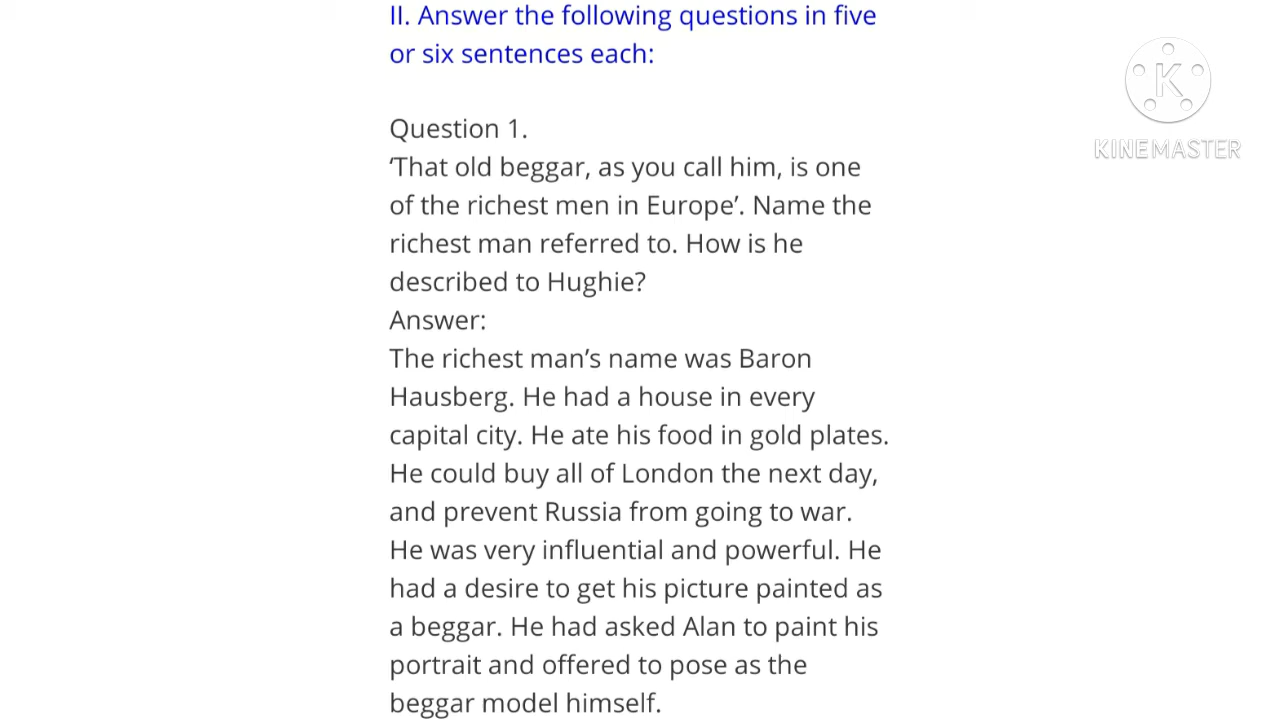 II. Answer the following questions in five
or six sentences each:
Question 1.
‘That old beggar, as you call him, is one
of the richest men in Europe’. Name the
richest man referred to. How is he
described to Hughie?
Answer:
The richest man’s name was Baron
Hausberg. He had a house in every
capital city. He ate his food in gold plates.
He could buy all of London the next day,
and prevent Russia from going to war.
He was very influential and powerful. He
had a desire to get his picture painted as
a beggar. He had asked Alan to paint his
portrait and offered to pose as the
beggar model himself.
K
KINEMASTER